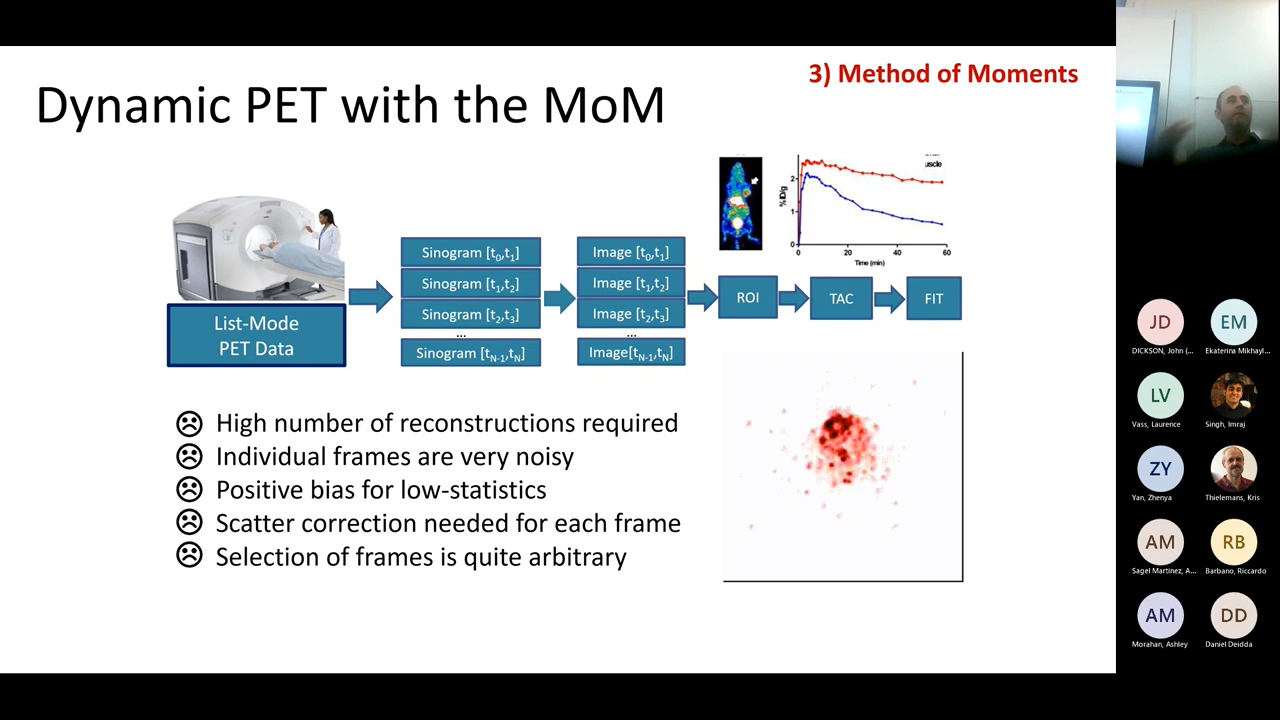 3) Method of Moments
Dynamic PET with the MoM
uscle
%ID/g
2
1
0
0
20
40
60
Time (min)
List-Mode
PET Data
Sinogram [t0,t1]
Sinogram [t1,t2]
Sinogram [t2,t3]
...
Sinogram [tN-1,tN]
Image [t0,t1]
Image [t1,t2]
Image [t2,t3]
...
Image[tN-1,tN]
ROI
TAC
FIT
High number of reconstructions required
Individual frames are very noisy
Positive bias for low-statistics
Scatter correction needed for each frame
Selection of frames is quite arbitrary
JD
EM
DICKSON, John (...
Ekaterina Mikhayl...
LV
Vass, Laurence
Singh, Imraj
ZY
Yan, Zhenya
Thielemans, Kris
AM
RB
Sagel Martinez, A...
Barbano, Riccardo
AM
DD
Morahan, Ashley
Daniel Deidda